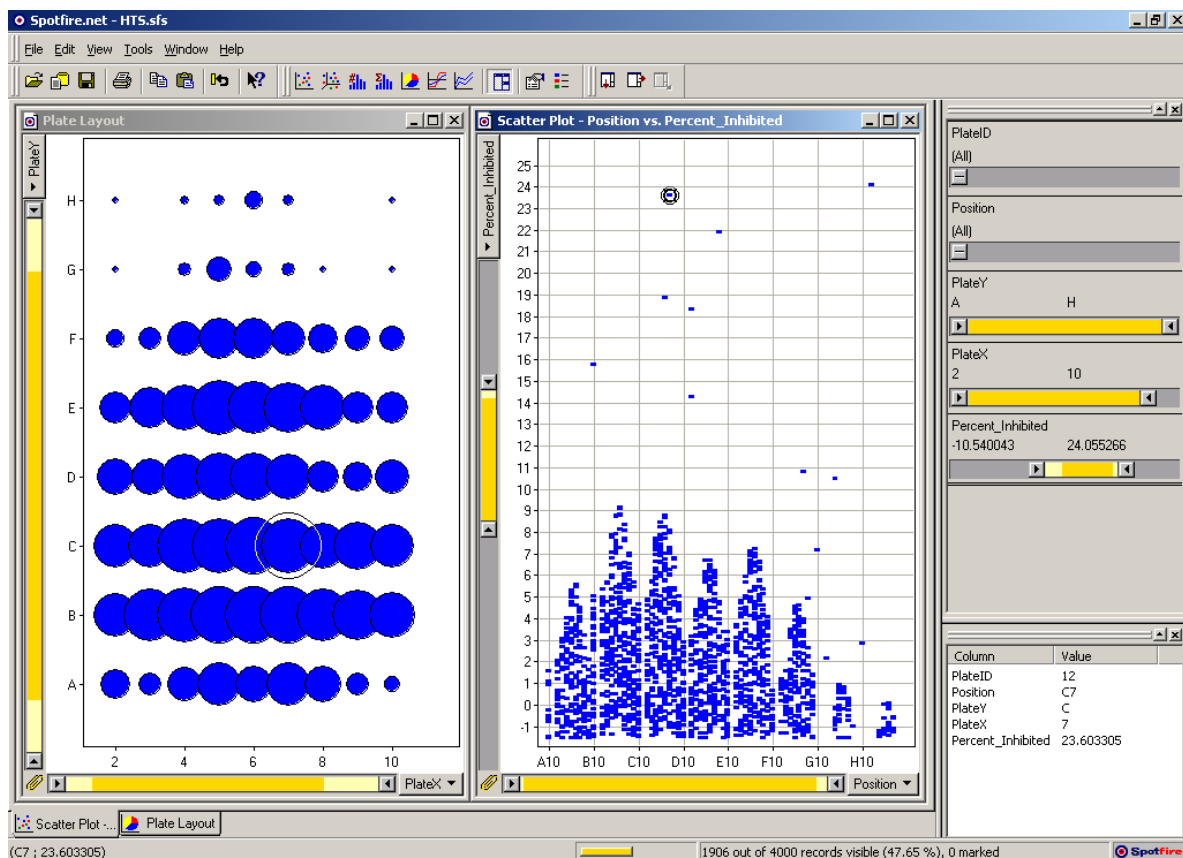 Spotfire.net - HTS.sfs
File Edit View Tools Window Help
Plate Layout
PlateY
H
G
F
E
D
C
B
A
2 4 6 8 10
PlateX
Scatter Plot - Position vs. Percent_Inhibited
Percent_Inhibited
25
24
23
22
21
20
19
18
17
16
15
14
13
12
11
10
9
8
7
6
5
4
3
2
1
0
-1
A10 B10 C10 D10 E10 F10 G10 H10
Position
PlateID
(All)
Position
(All)
PlateY
A H
PlateX
2 10
Percent_Inhibited
-10.540043 24.055266
Column Value
PlateID 12
Position C7
PlateY C
PlateX 7
Percent_Inhibited 23.603305
Scatter Plot -... Plate Layout
(C7 ; 23.603305) 1906 out of 4000 records visible (47.65 %), 0 marked Spotfire